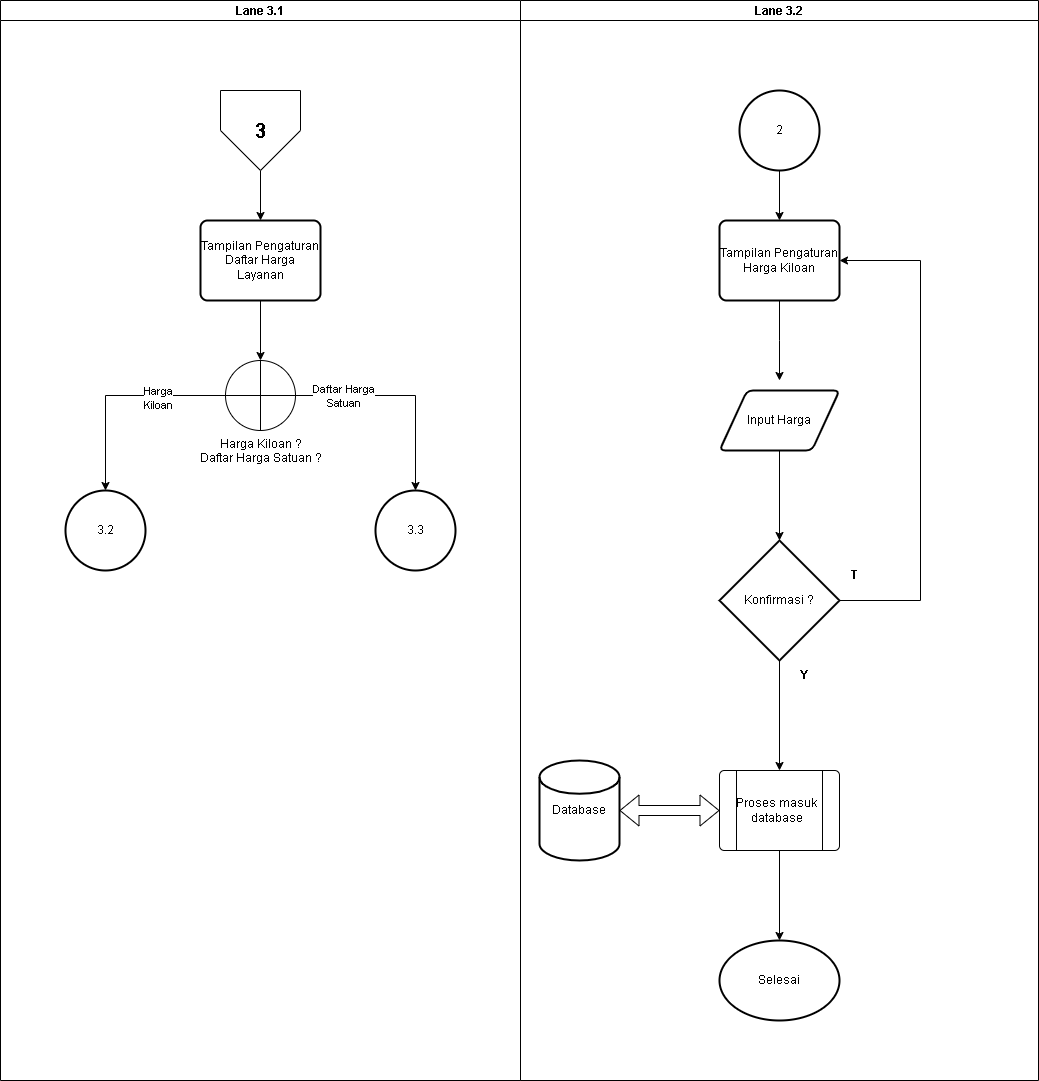 Lane 3.1
3
Tampilan Pengaturan
Daftar Harga
Layanan
Harga
Kiloan
Daftar Harga
Satuan
Harga Kiloan ?
Daftar Harga Satuan ?
3.2
3.3
Lane 3.2
2
Tampilan Pengaturan
Harga Kiloan
Input Harga
Konfirmasi ?
T
Y
Database
Proses masuk
database
Selesai